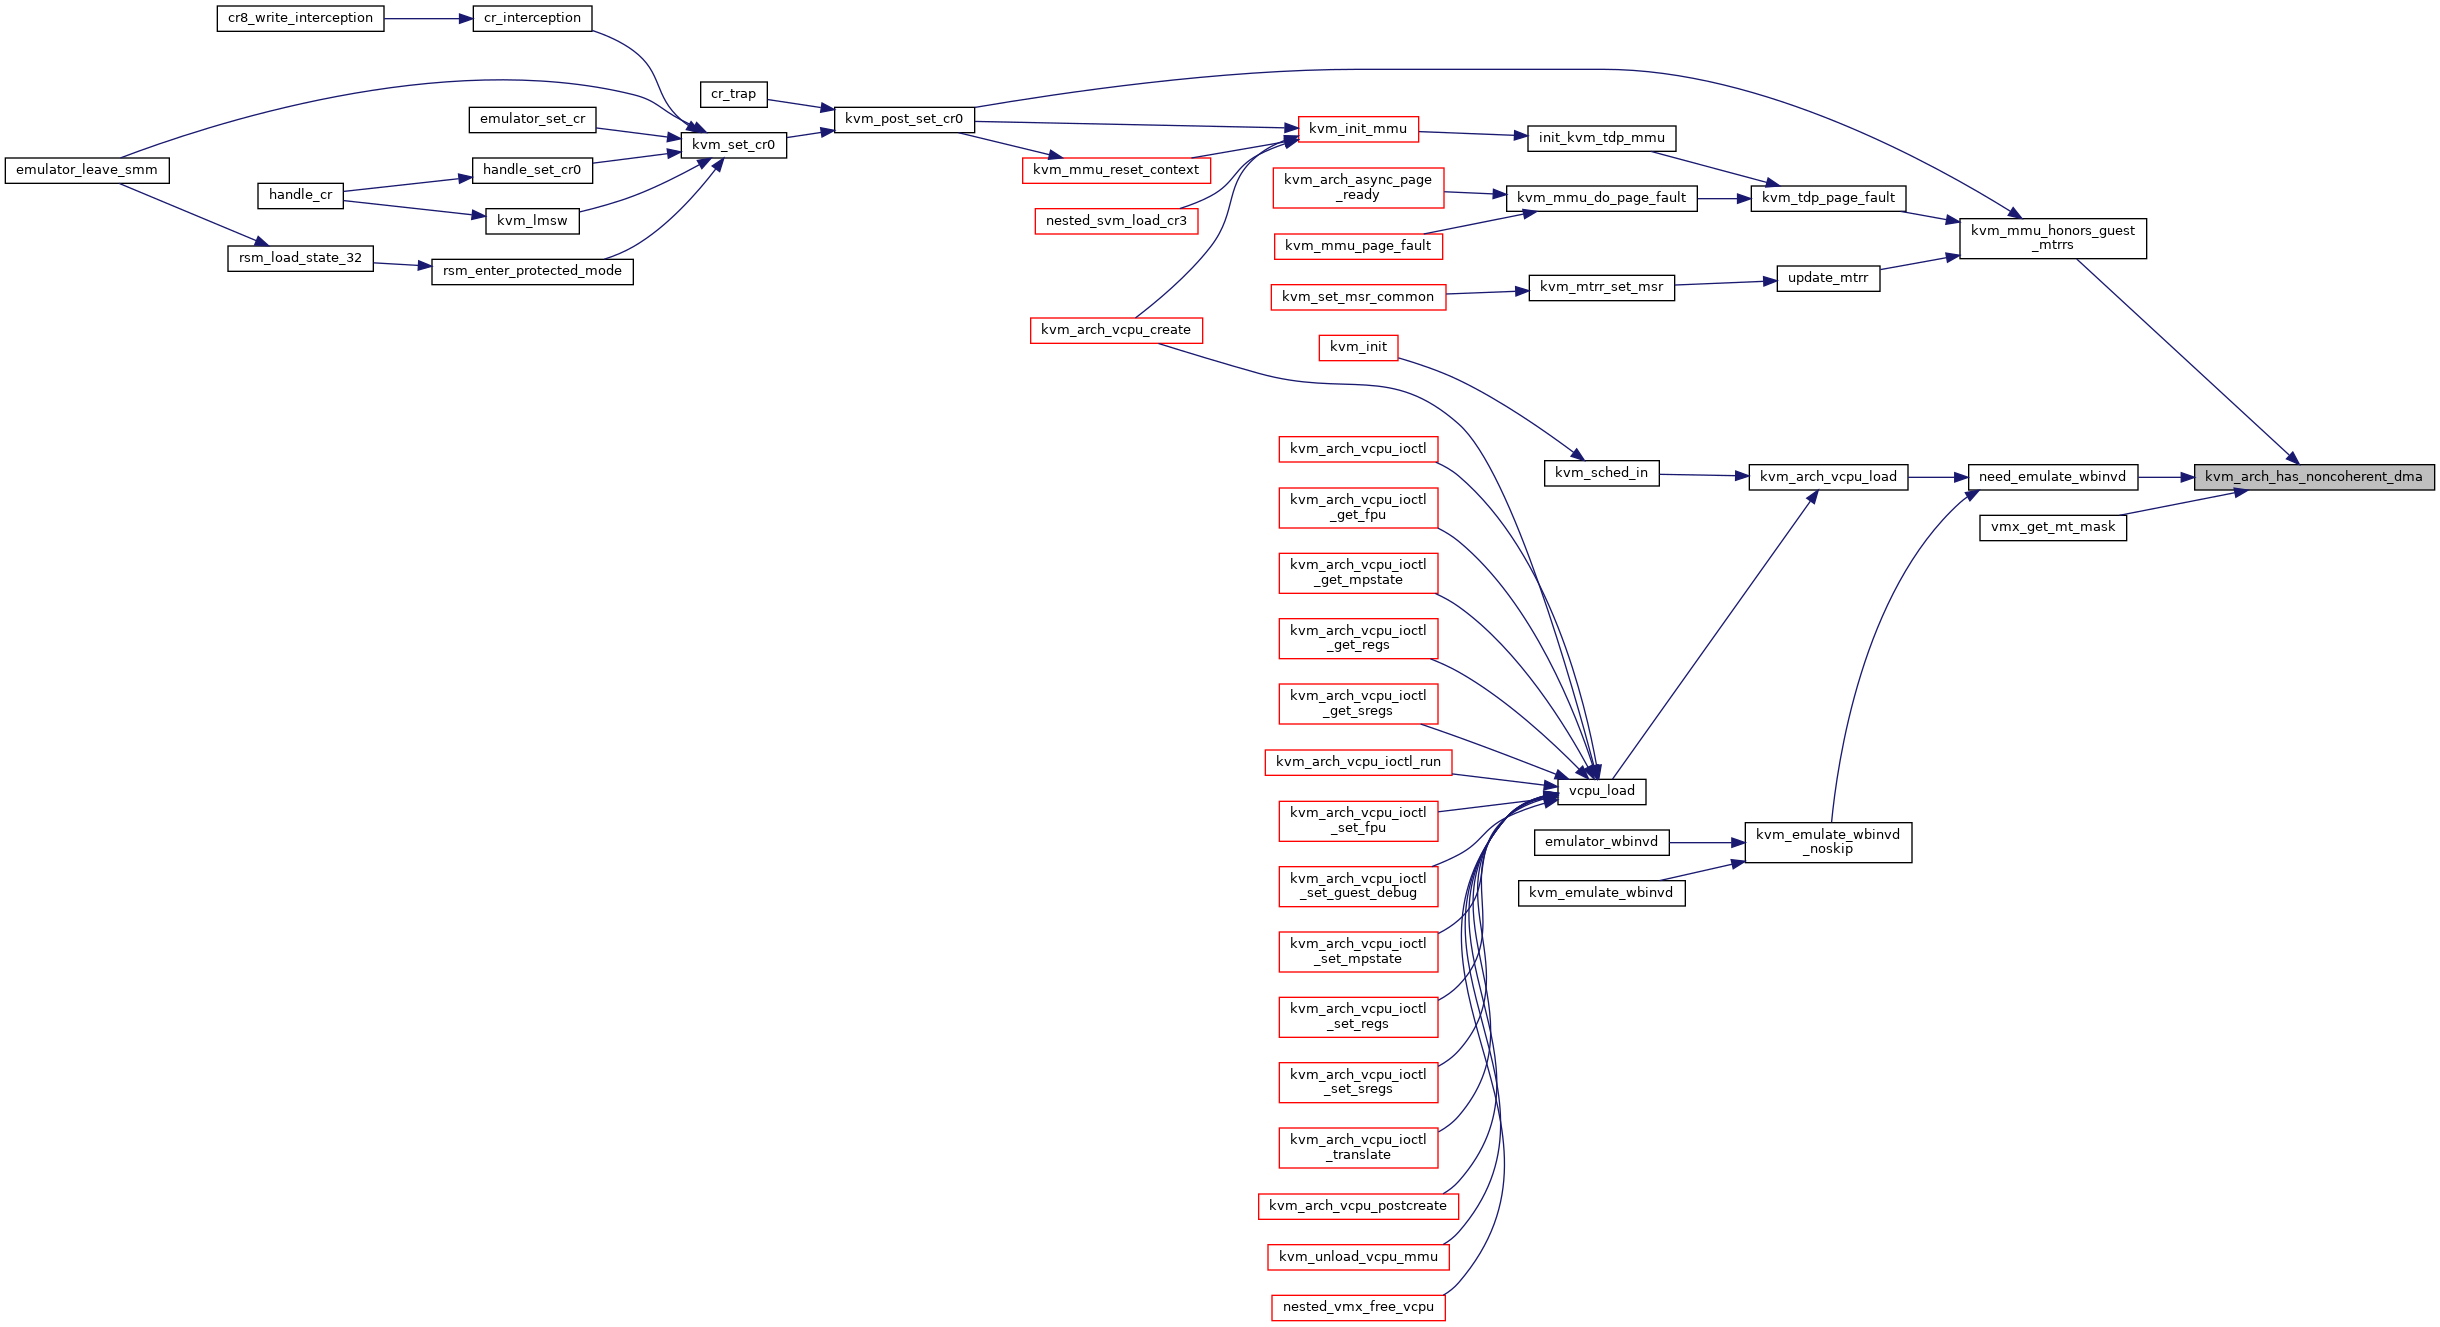 cr8_write_interception
cr_interception
cr_trap
emulator_set_cr
kvm_post_set_cr0
kvm_init_mmu
init_kvm_tdp_mmu
kvm_set_cr0
emulator_leave_smm
handle_set_cr0
kvm_mmu_reset_context
kvm_arch_async_page
_ready
kvm_mmu_do_page_fault
kvm_tdp_page_fault
handle_cr
kvm_lmsw
nested_svm_load_cr3
kvm_mmu_page_fault
kvm_mmu_honors_guest
_mtrrs
rsm_load_state_32
rsm_enter_protected_mode
kvm_set_msr_common
kvm_mtrr_set_msr
update_mtrr
kvm_arch_vcpu_create
kvm_init
kvm_arch_vcpu_ioctl
kvm_sched_in
kvm_arch_vcpu_load
need_emulate_wbinvd
kvm_arch_has_noncoherent_dma
kvm_arch_vcpu_ioctl
_get_fpu
vmx_get_mt_mask
kvm_arch_vcpu_ioctl
_get_mpstate
kvm_arch_vcpu_ioctl
_get_regs
kvm_arch_vcpu_ioctl
_get_sregs
kvm_arch_vcpu_ioctl_run
vcpu_load
kvm_arch_vcpu_ioctl
_set_fpu
emulator_wbinvd
kvm_emulate_wbinvd
_noskip
kvm_arch_vcpu_ioctl
_set_guest_debug
kvm_emulate_wbinvd
kvm_arch_vcpu_ioctl
_set_mpstate
kvm_arch_vcpu_ioctl
_set_regs
kvm_arch_vcpu_ioctl
_set_sregs
kvm_arch_vcpu_ioctl
_translate
kvm_arch_vcpu_postcreate
kvm_unload_vcpu_mmu
nested_vmx_free_vcpu